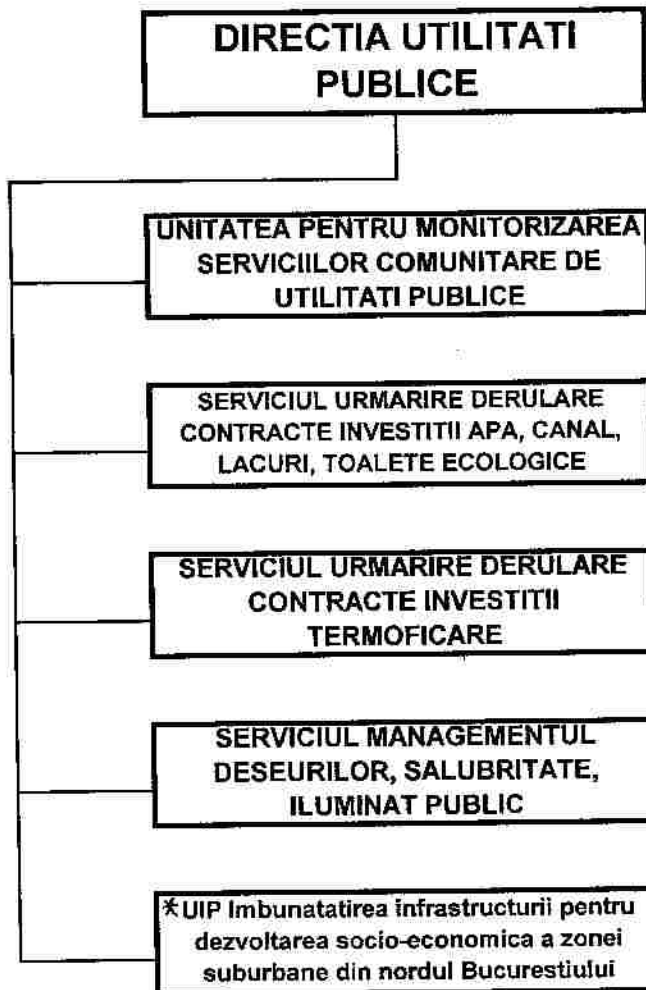 DIRECTIA UTILITATI
PUBLICE
UNITATEA PENTRU MONITORIZAREA
SERVICIILOR COMUNITARE DE
UTILITATI PUBLICE
SERVICIUL URMARIRE DERULARE
CONTRACTE INVESTITII APA, CANAL,
LACURI, TOALETE ECOLOGICE
SERVICIUL URMARIRE DERULARE
CONTRACTE INVESTITII
TERMOFICARE
SERVICIUL MANAGEMENTUL
DESEURILOR, SALUBRITATE,
ILUMINAT PUBLIC
*UIP Imbunatatirea infrastructurii pentru
dezvoltarea socio-economica a zonei
suburbane din nordul Bucurestiului